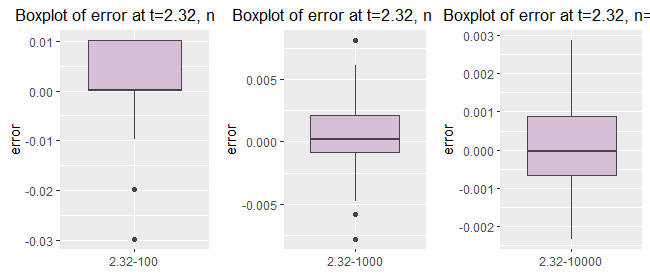 Boxplot of error at t=2.32, n
error
0.01
0.00
-0.01
-0.02
-0.03
2.32-100
Boxplot of error at t=2.32, n
error
0.005
0.000
-0.005
2.32-1000
Boxplot of error at t=2.32, n=
error
0.003
0.002
0.001
0.000
-0.001
-0.002
2.32-10000